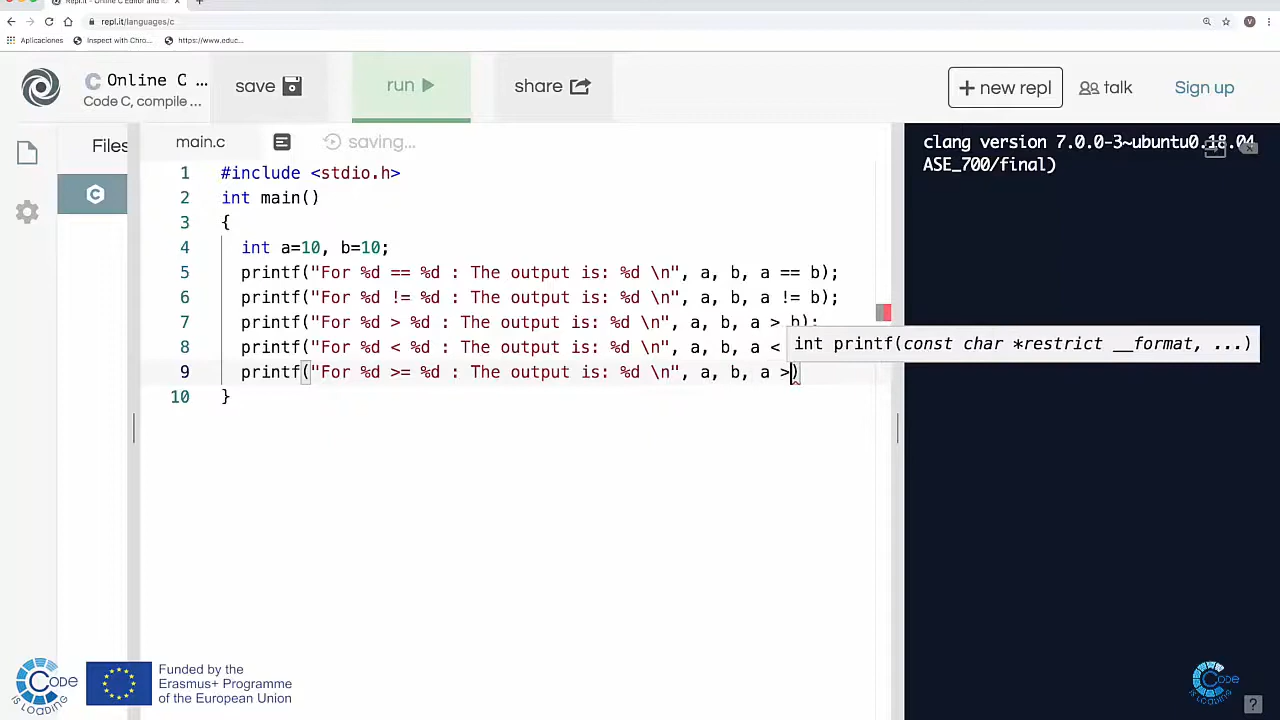 Repl.it - Online C Editor and
repl.it/languages/c
Aplicaciones Inspect with Chro... https://www.educ...
Online C ...
Code C, compile ...
save
run
share
+ new repl
talk
Sign up
Files
main.c
saving...
1 #include <stdio.h>
2 int main()
3 {
4 int a=10, b=10;
5 printf("For %d == %d : The output is: %d \n", a, b, a == b);
6 printf("For %d != %d : The output is: %d \n", a, b, a != b);
7 printf("For %d > %d : The output is: %d \n", a, b, a > b);
8 printf("For %d < %d : The output is: %d \n", a, b, a <
int printf(const char *restrict __format, ...)
9 printf("For %d >= %d : The output is: %d \n", a, b, a >)
10 }
clang version 7.0.0-3~ubuntu0.18.04
ASE_700/final)
Code
IS LOADING
Funded by the
Erasmus+ Programme
of the European Union
Code
IS LOADING
?